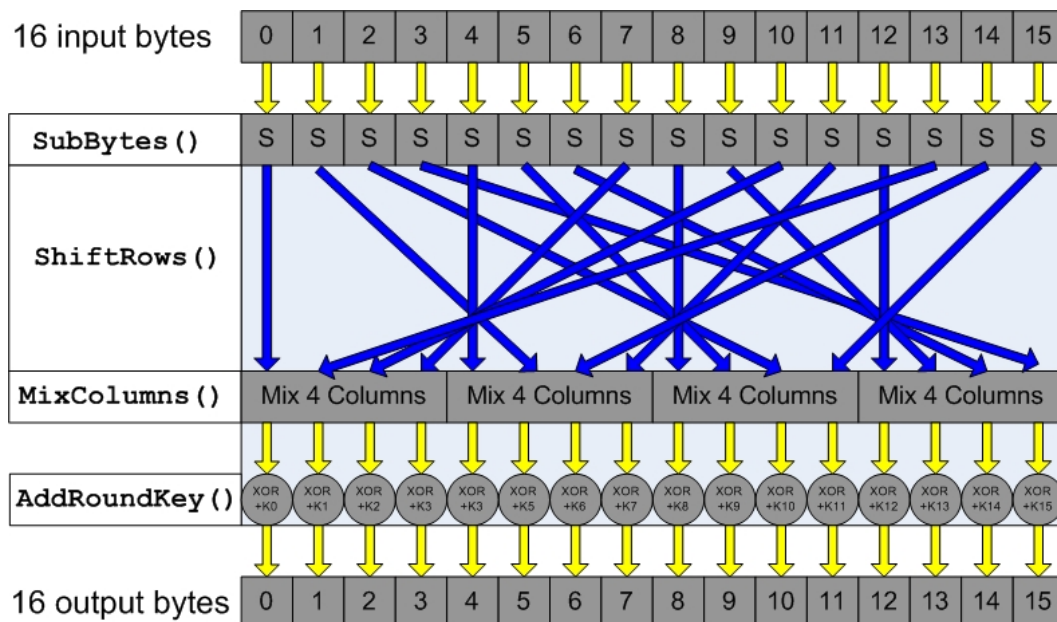 16 input bytes 0 1 2 3 4 5 6 7 8 9 10 11 12 13 14 15
SubBytes() S S S S S S S S S S S S S S S S
ShiftRows()
MixColumns() Mix 4 Columns Mix 4 Columns Mix 4 Columns Mix 4 Columns
AddRoundKey() XOR +K0 XOR +K1 XOR +K2 XOR +K3 XOR +K3 XOR +K5 XOR +K6 XOR +K7 XOR +K8 XOR +K9 XOR +K10 XOR +K11 XOR +K12 XOR +K13 XOR +K14 XOR +K15
16 output bytes 0 1 2 3 4 5 6 7 8 9 10 11 12 13 14 15